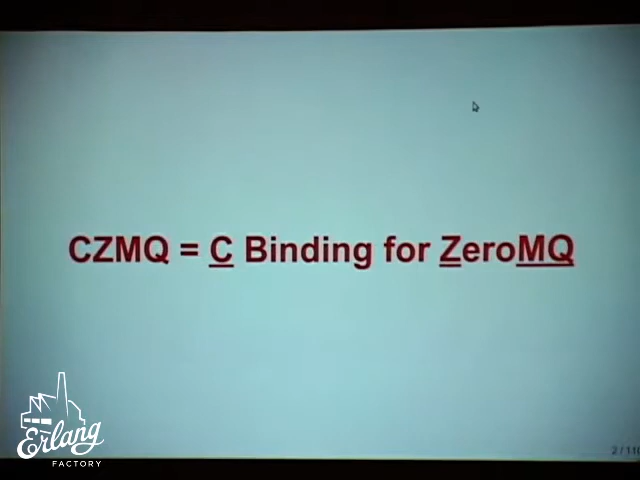 CZMQ = C Binding for ZeroMQ
Erlang
FACTORY